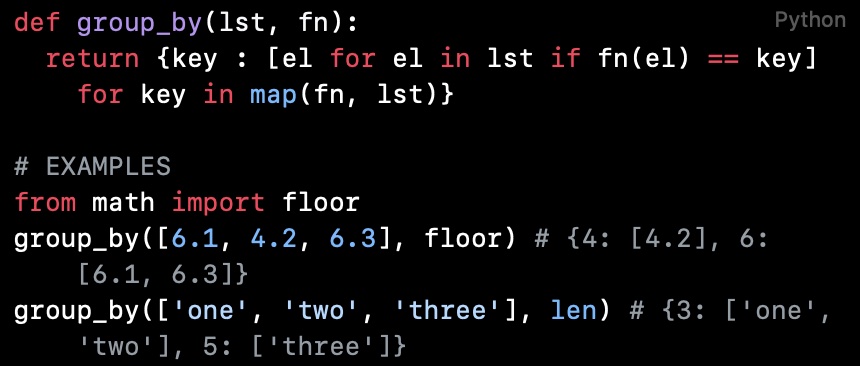 Python
def group_by(lst, fn):
  return {key : [el for el in lst if fn(el) == key]
    for key in map(fn, lst)}

# EXAMPLES
from math import floor
group_by([6.1, 4.2, 6.3], floor) # {4: [4.2], 6:
    [6.1, 6.3]}
group_by(['one', 'two', 'three'], len) # {3: ['one',
    'two'], 5: ['three']}